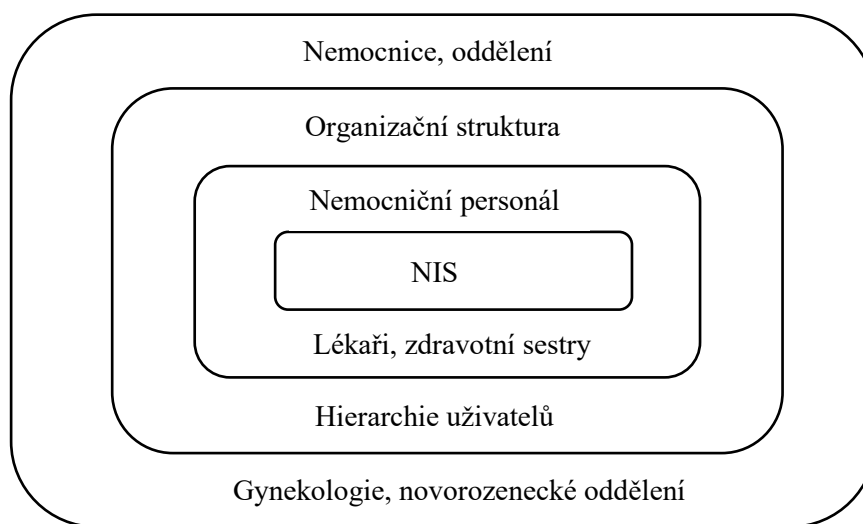 Nemocnice, oddělení
Organizační struktura
Nemocniční personál
NIS
Lékaři, zdravotní sestry
Hierarchie uživatelů
Gynekologie, novorozenecké oddělení